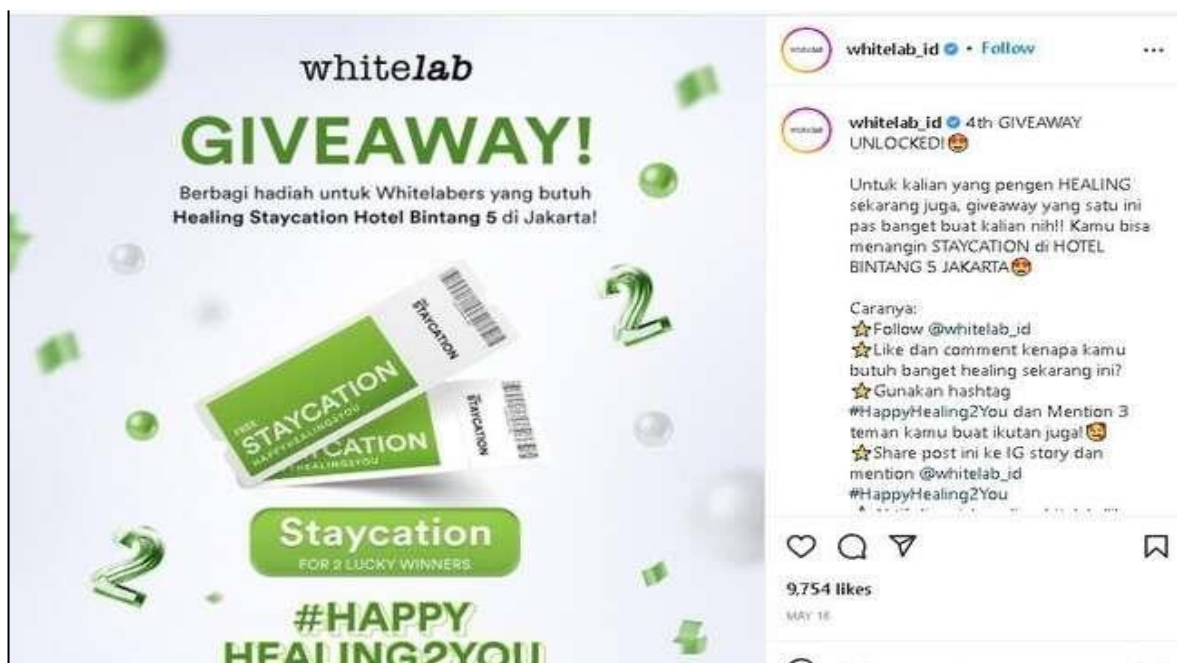 whitelab
GIVEAWAY!
Berbagi hadiah untuk Whitelabers yang butuh
Healing Staycation Hotel Bintang 5 di Jakarta!
STAYCATION
STAYCATION
FREE
STAYCATION
HAPPYHEALING2YOU
CATION
HEALING2YOU
2
2
Staycation
FOR 2 LUCKY WINNERS
#HAPPY
HEALING2YOU
whitelab_id • Follow
whitelab_id 4th GIVEAWAY
UNLOCKED!🤩
Untuk kalian yang pengen HEALING
sekarang juga, giveaway yang satu ini
pas banget buat kalian nih!! Kamu bisa
menangin STAYCATION di HOTEL
BINTANG 5 JAKARTA🤩
Caranya:
⭐Follow @whitelab_id
⭐Like dan comment kenapa kamu
butuh banget healing sekarang ini?
⭐Gunakan hashtag
#HappyHealing2You dan Mention 3
teman kamu buat ikutan juga!🥰
⭐Share post ini ke IG story dan
mention @whitelab_id
#HappyHealing2You
9,754 likes
MAY 16